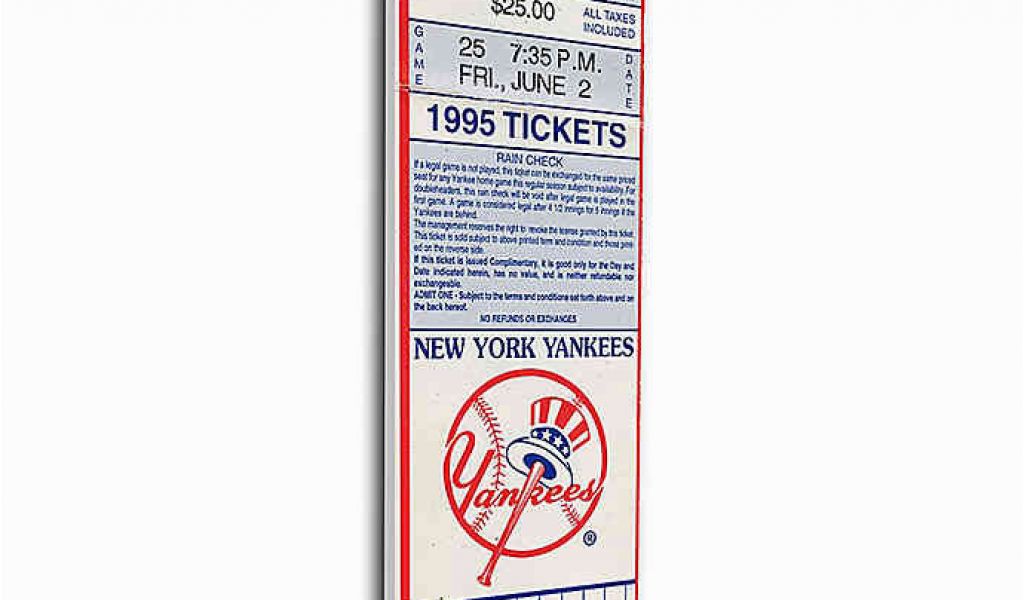 $25.00
ALL TAXES
INCLUDED
GAME
25 7:35 P.M.
FRI., JUNE 2
DATE
1995 TICKETS
RAIN CHECK
If a legal game is not played, this ticket can be exchanged for the same priced
seat for any Yankee home game this regular season subject to availability. For
doubleheaders, this rain check will be void after legal game is played in the
first game. A game is considered legal after 4 1/2 innings for 5 innings if the
Yankees are behind.
The management reserves the right to revoke the license granted by this ticket.
This ticket is sold subject to above printed term and condition and those print-
ed on the reverse side.
If this ticket is issued Complimentary, it is good only for the Day and
Date indicated herein, has no value, and is neither refundable nor
exchangeable.
ADMIT ONE - Subject to the terms and conditions set forth above and on
the back hereof.
NO REFUNDS OR EXCHANGES
NEW YORK YANKEES
Yankees
®